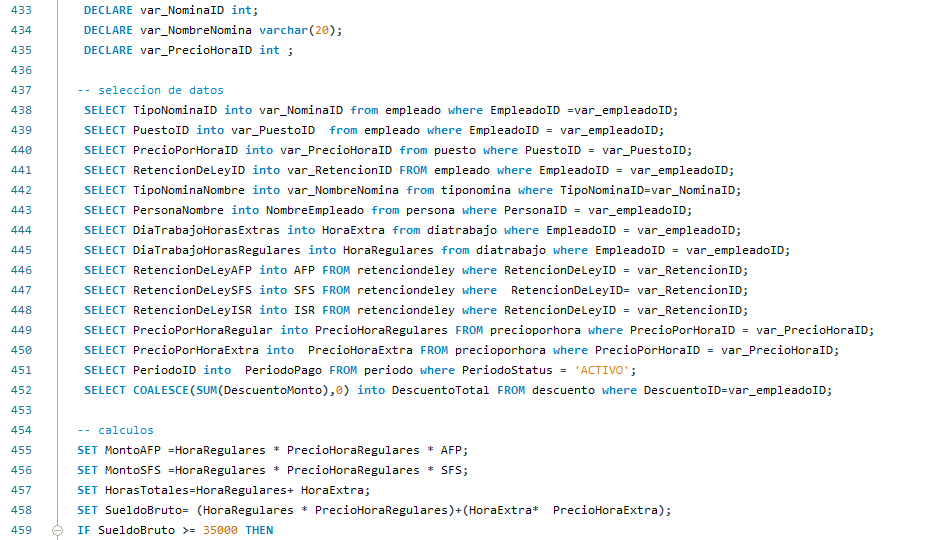 433 DECLARE var_NominaID int;
434 DECLARE var_NombreNomina varchar(20);
435 DECLARE var_PrecioHoraID int ;
436
437 -- seleccion de datos
438 SELECT TipoNominaID into var_NominaID from empleado where EmpleadoID =var_empleadoID;
439 SELECT PuestoID into var_PuestoID  from empleado where EmpleadoID = var_empleadoID;
440 SELECT PrecioPorHoraID into var_PrecioHoraID from puesto where PuestoID = var_PuestoID;
441 SELECT RetencionDeLeyID into var_RetencionID FROM empleado where EmpleadoID = var_empleadoID;
442 SELECT TipoNominaNombre into var_NombreNomina from tiponomina where TipoNominaID=var_NominaID;
443 SELECT PersonaNombre into NombreEmpleado from persona where PersonaID = var_empleadoID;
444 SELECT DiaTrabajoHorasExtras into HoraExtra from diatrabajo where EmpleadoID = var_empleadoID;
445 SELECT DiaTrabajoHorasRegulares into HoraRegulares from diatrabajo where EmpleadoID = var_empleadoID;
446 SELECT RetencionDeLeyAFP into AFP FROM retenciondeley where RetencionDeLeyID = var_RetencionID;
447 SELECT RetencionDeLeySFS into SFS FROM retenciondeley where  RetencionDeLeyID= var_RetencionID;
448 SELECT RetencionDeLeyISR into ISR FROM retenciondeley where RetencionDeLeyID = var_RetencionID;
449 SELECT PrecioPorHoraRegular into PrecioHoraRegulares FROM precioporhora where PrecioPorHoraID = var_PrecioHoraID;
450 SELECT PrecioPorHoraExtra into  PrecioHoraExtra FROM precioporhora where PrecioPorHoraID = var_PrecioHoraID;
451 SELECT PeriodoID into  PeriodoPago FROM periodo where PeriodoStatus = 'ACTIVO';
452 SELECT COALESCE(SUM(DescuentoMonto),0) into DescuentoTotal FROM descuento where DescuentoID=var_empleadoID;
453
454 -- calculos
455 SET MontoAFP =HoraRegulares * PrecioHoraRegulares * AFP;
456 SET MontoSFS =HoraRegulares * PrecioHoraRegulares * SFS;
457 SET HorasTotales=HoraRegulares+ HoraExtra;
458 SET SueldoBruto= (HoraRegulares * PrecioHoraRegulares)+(HoraExtra*  PrecioHoraExtra);
459 IF SueldoBruto >= 35000 THEN